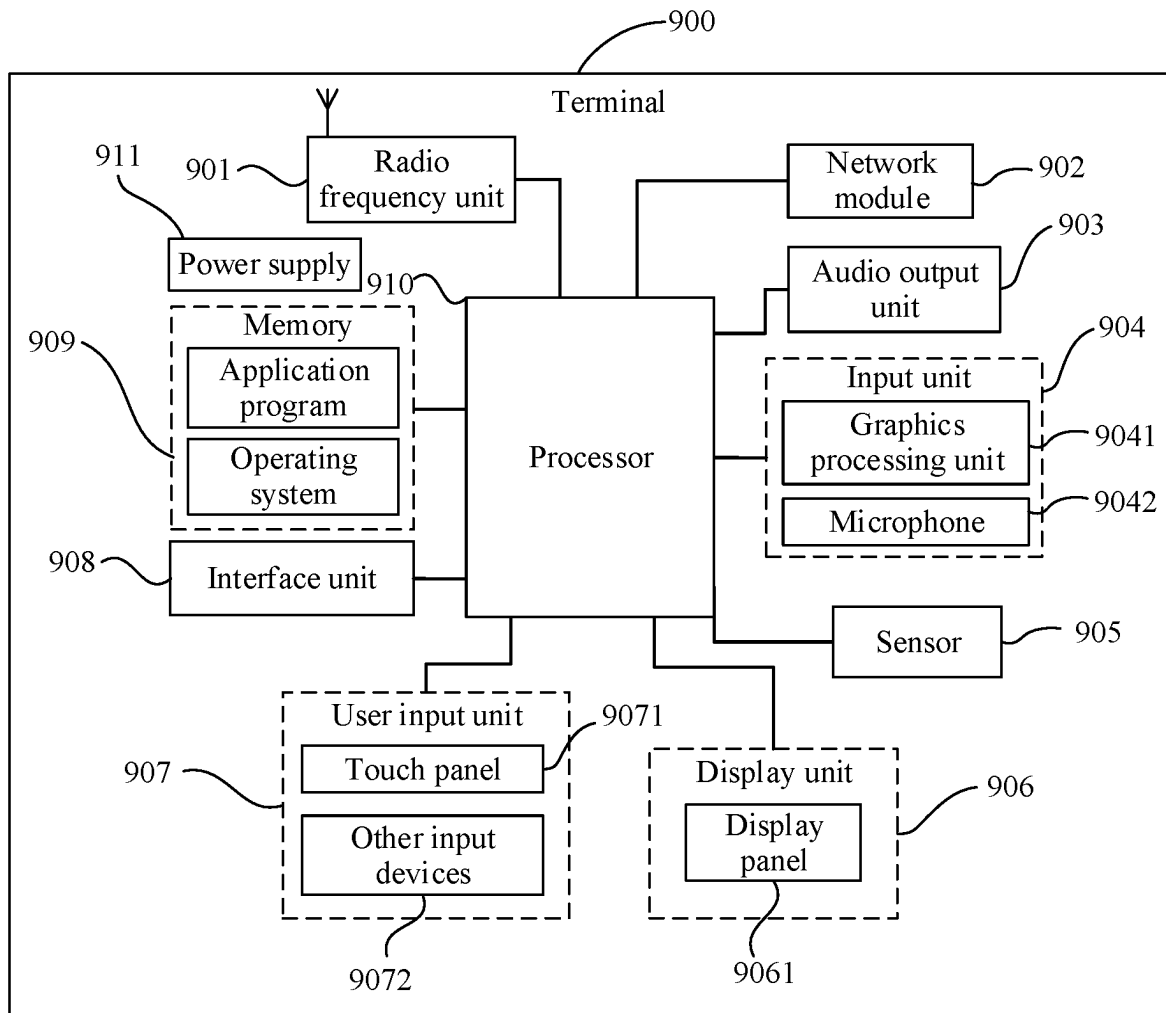 900
Terminal
911
901
Radio
frequency unit
Network
module
902
Power supply
910
903
Audio output
unit
909
Memory
Application
program
Operating
system
Processor
904
Input unit
Graphics
processing unit
9041
Microphone
9042
908
Interface unit
Sensor
905
907
User input unit
9071
Touch panel
Other input
devices
9072
Display unit
906
Display
panel
9061